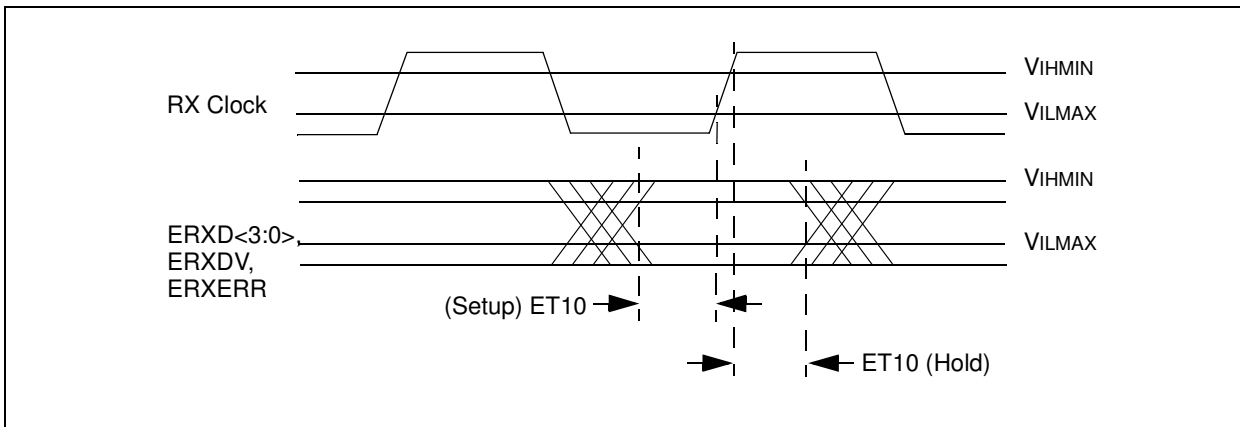 VIHMIN
RX Clock
VILMAX
VIHMIN
ERXD<3:0>,
VILMAX
ERXDV,
ERXERR
(Setup) ET10
ET10 (Hold)